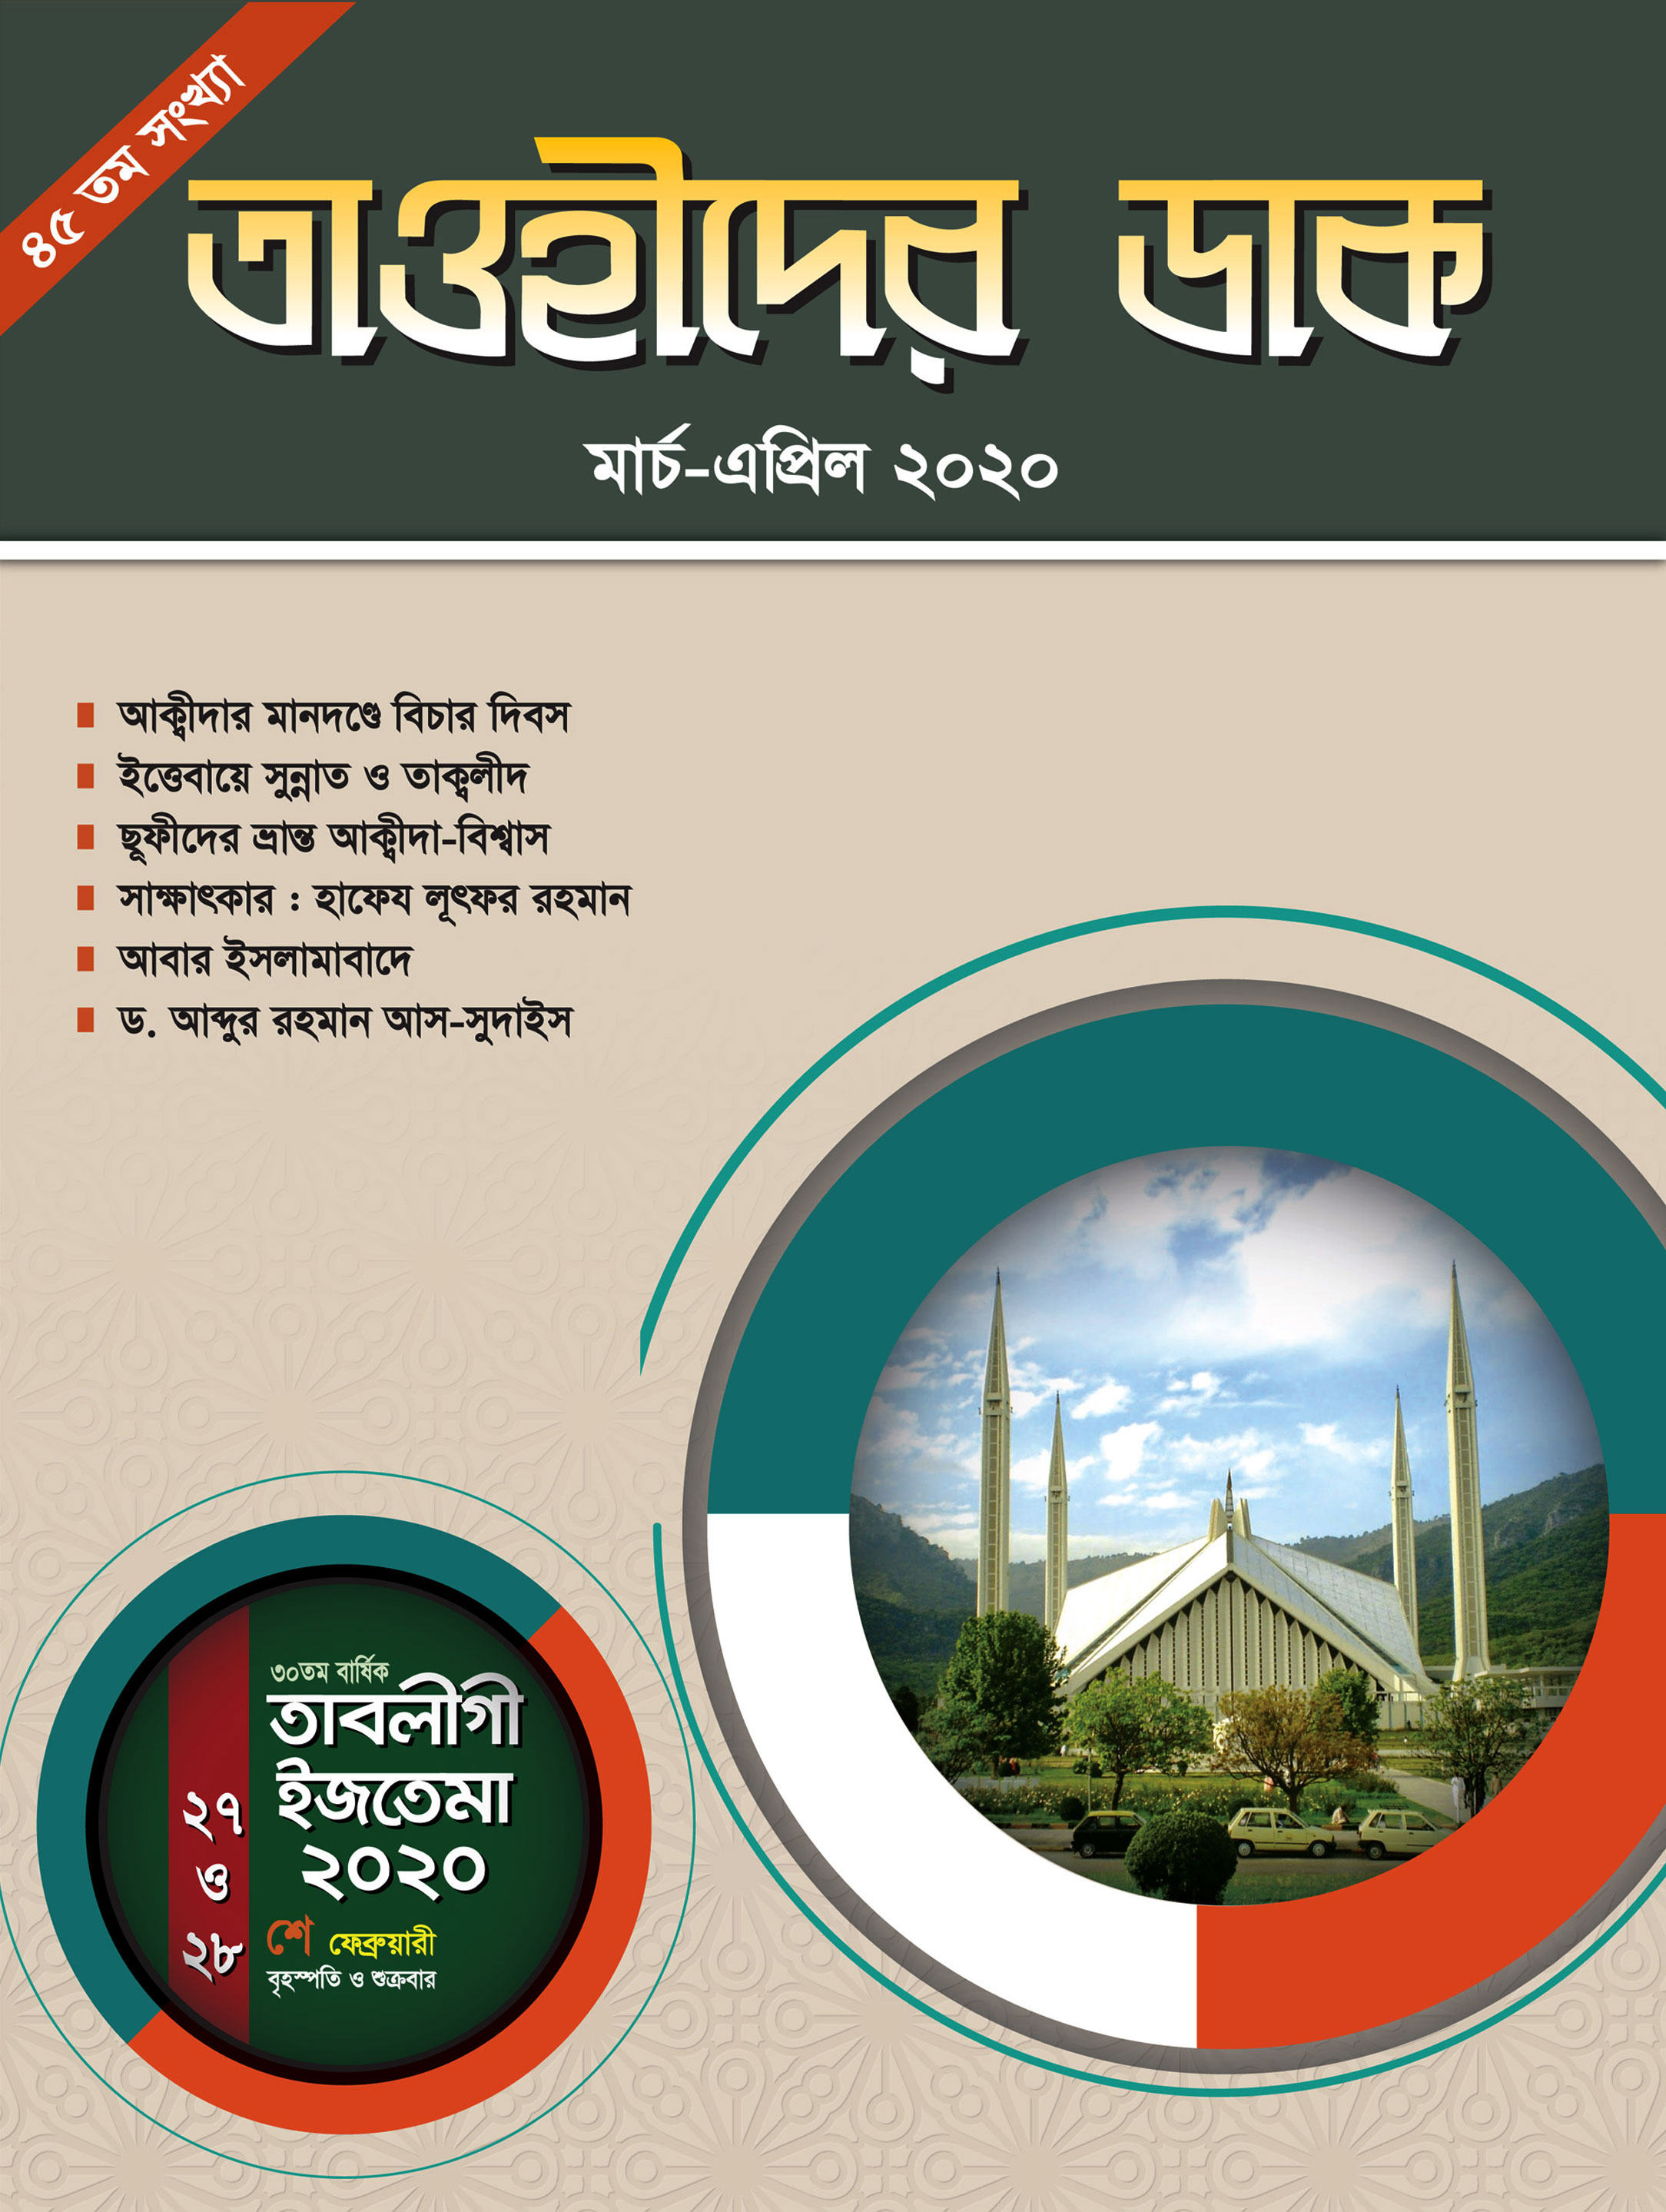 ৪৫ তম সংখ্যা
তাওহীদের ডাক
মার্চ-এপ্রিল ২০২০
আক্বীদার মানদণ্ডে বিচার দিবস
ইত্তেবায়ে সুন্নাত ও তাক্বলীদ
ছূফীদের ভ্রান্ত আক্বীদা-বিশ্বাস
সাক্ষাৎকার : হাফেয লূৎফর রহমান
আবার ইসলামাবাদে
ড. আব্দুর রহমান আস-সুদাইস
৩০তম বার্ষিক
তাবলীগী
ইজতেমা
২০২০
২৭
ও
২৮
শে ফেব্রুয়ারী
বৃহস্পতি ও শুক্রবার